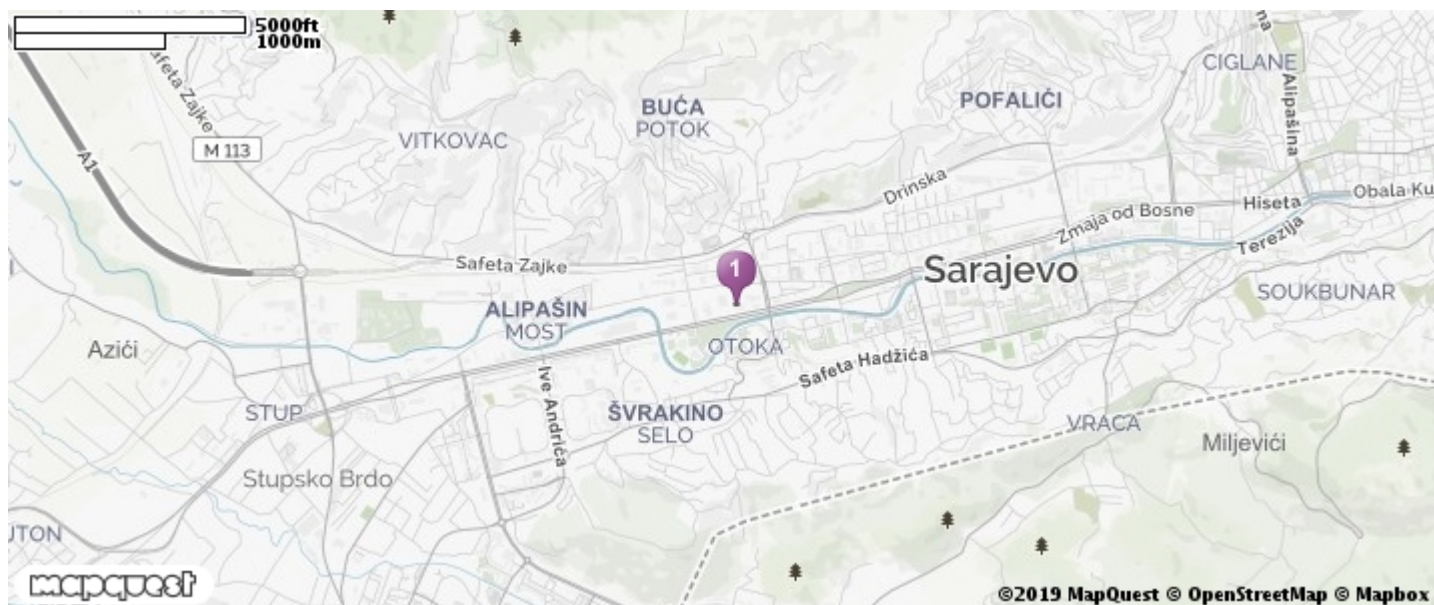 5000ft
1000m
Safeta Zajke
CIGLANE
Alipašina
BUĆA
POTOK
POFALIĆI
VITKOVAC
M 113
A1
Drinska
Obala Ku
Hiseta
Zmaja od Bosne
Terezija
Safeta Zajke
1
Sarajevo
SOUKBUNAR
ALIPAŠIN
MOST
OTOKA
Azići
Safeta Hadžića
Ive Andrića
STUP
ŠVRAKINO
SELO
VRACA
Miljevići
Stupsko Brdo
JTON
mapquest
©2019 MapQuest © OpenStreetMap © Mapbox